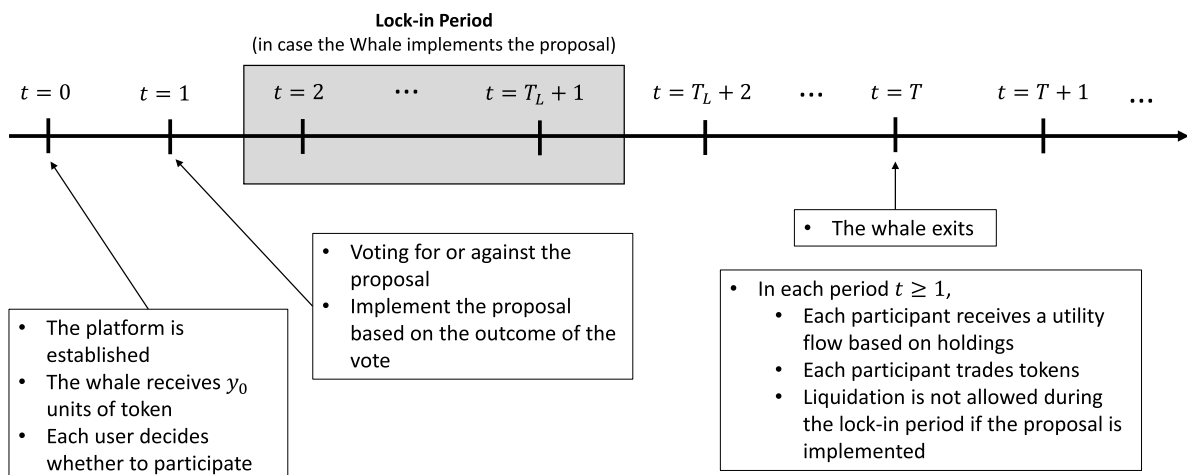 Lock-in Period
(in case the Whale implements the proposal)
t = 0 t = 1 t = 2 ⋯ t = T_L + 1 t = T_L + 2 ⋯ t = T t = T + 1 ⋯
• The whale exits
• Voting for or against the
proposal
• Implement the proposal
based on the outcome of the
vote
• In each period t ≥ 1,
• Each participant receives a utility
flow based on holdings
• Each participant trades tokens
• Liquidation is not allowed during
the lock-in period if the proposal is
implemented
• The platform is
established
• The whale receives y_0
units of token
• Each user decides
whether to participate